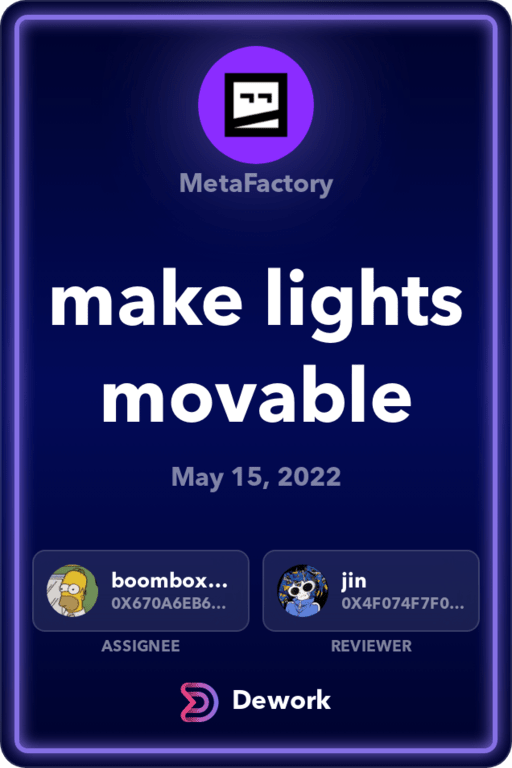 MetaFactory
make lights
movable
May 15, 2022
boombox...
0X670A6EB6...
ASSIGNEE
jin
0X4F074F7F0...
REVIEWER
Dework